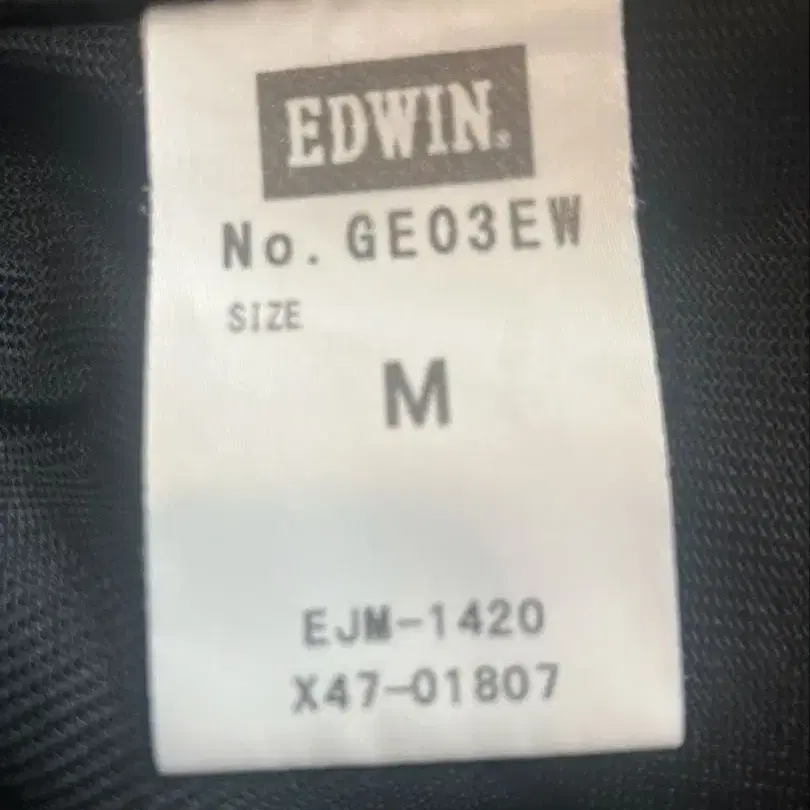 EDWIN®
No. GE03EW
SIZE
M
EJM-1420
X47-01807